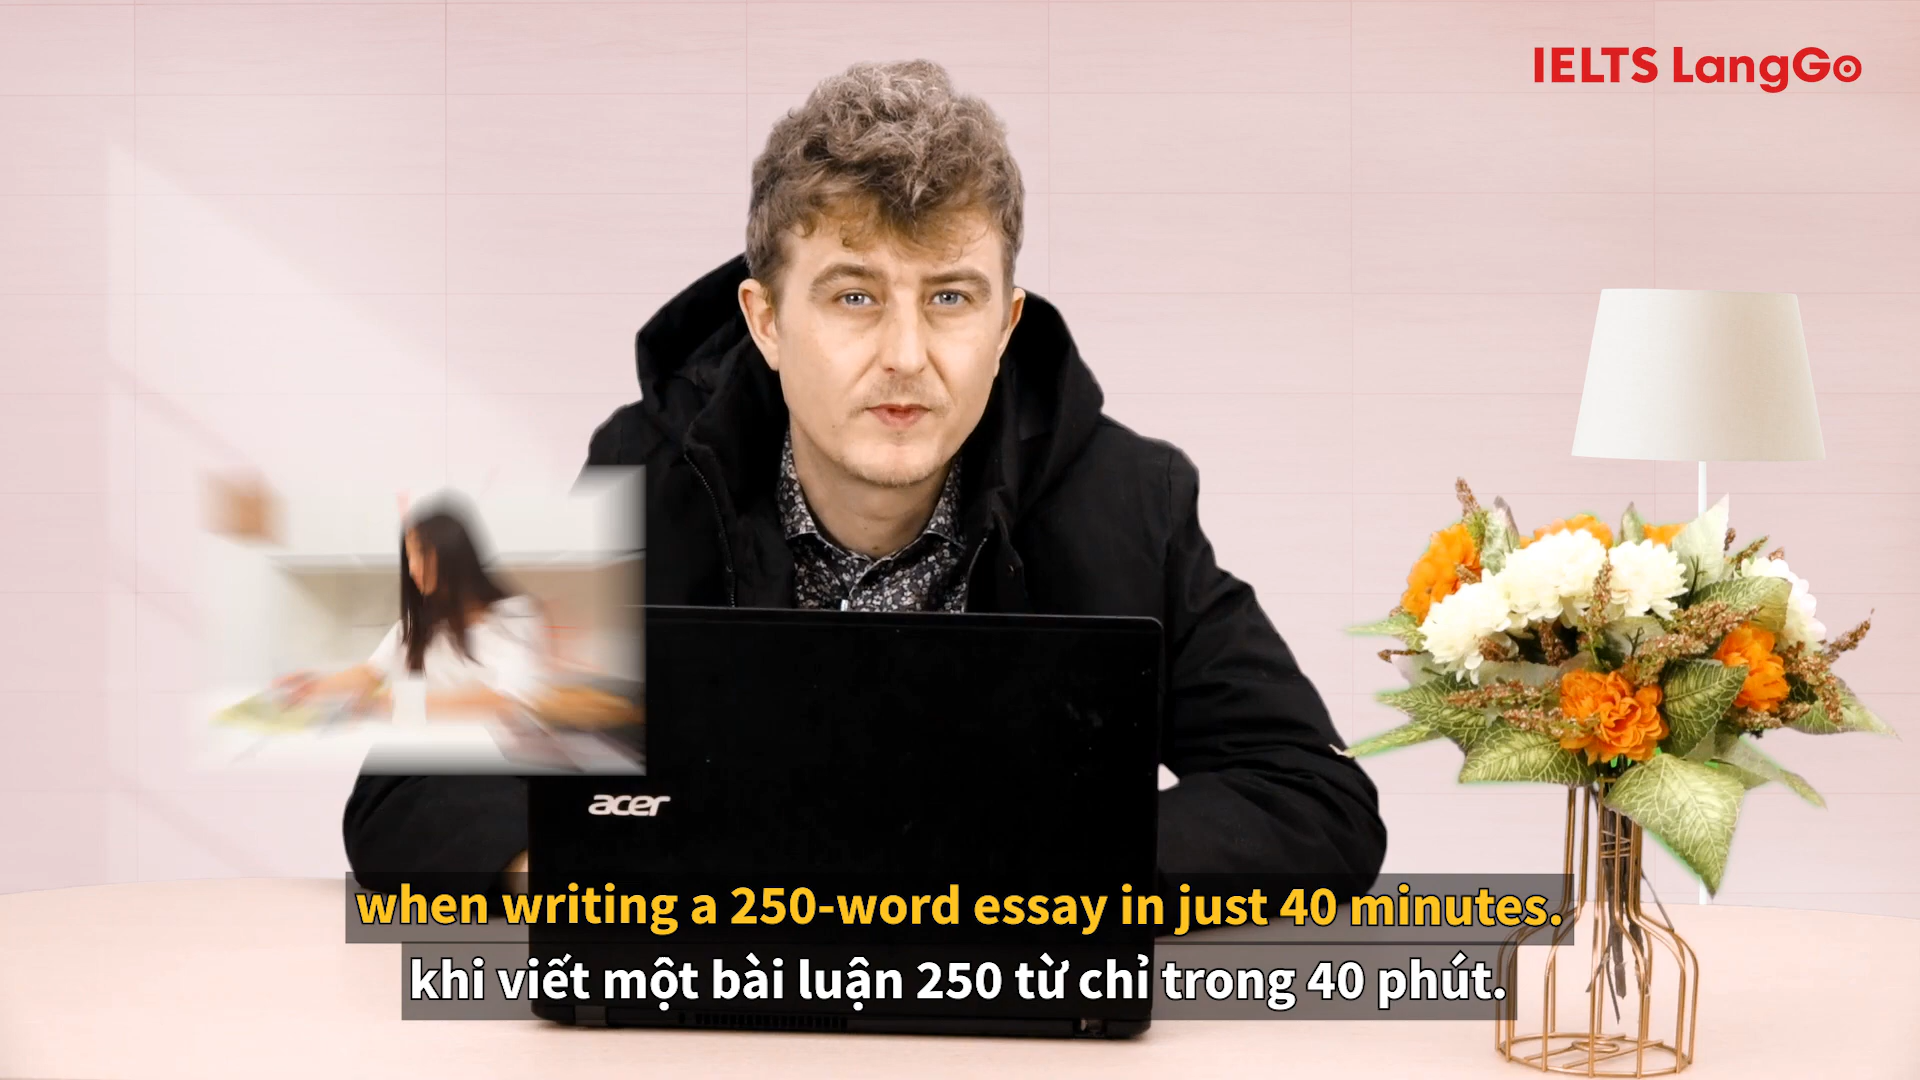 IELTS LangGo
acer
when writing a 250-word essay in just 40 minutes.
khi viết một bài luận 250 từ chỉ trong 40 phút.